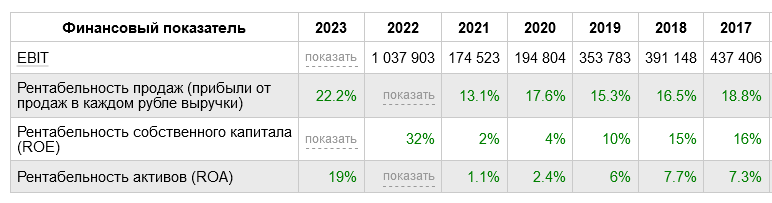 Финансовый показатель 2023 2022 2021 2020 2019 2018 2017
EBIT показать 1 037 903 174 523 194 804 353 783 391 148 437 406
Рентабельность продаж (прибыли от
продаж в каждом рубле выручки) 22.2% показать 13.1% 17.6% 15.3% 16.5% 18.8%
Рентабельность собственного капитала
(ROE) показать 32% 2% 4% 10% 15% 16%
Рентабельность активов (ROA) 19% показать 1.1% 2.4% 6% 7.7% 7.3%